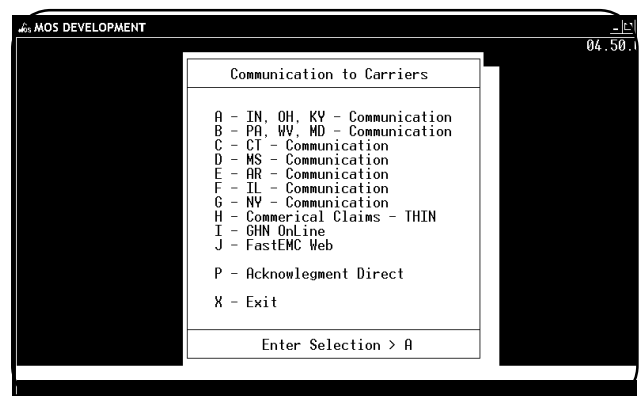 MOS MOS DEVELOPMENT
04.50.
Communication to Carriers
A - IN, OH, KY - Communication
B - PA, WV, MD - Communication
C - CT - Communication
D - MS - Communication
E - AR - Communication
F - IL - Communication
G - NY - Communication
H - Commerical Claims - THIN
I - GHN OnLine
J - FastEMC Web
P - Acknowlegment Direct
X - Exit
Enter Selection > A